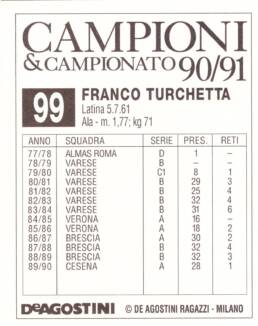 CAMPIONI
& CAMPIONATO 90/91
99 FRANCO TURCHETTA
Latina 5.7.61
Ala - m. 1,77; kg 71
ANNO SQUADRA SERIE PRES. RETI
77/78 ALMAS ROMA D 1 –
78/79 VARESE B – –
79/80 VARESE C1 8 1
80/81 VARESE B 29 3
81/82 VARESE B 25 4
82/83 VARESE B 32 4
83/84 VARESE B 31 6
84/85 VERONA A 16 –
85/86 VERONA A 18 2
86/87 BRESCIA A 30 2
87/88 BRESCIA B 32 4
88/89 BRESCIA B 32 3
89/90 CESENA A 28 1
DeAGOSTINI © DE AGOSTINI RAGAZZI - MILANO